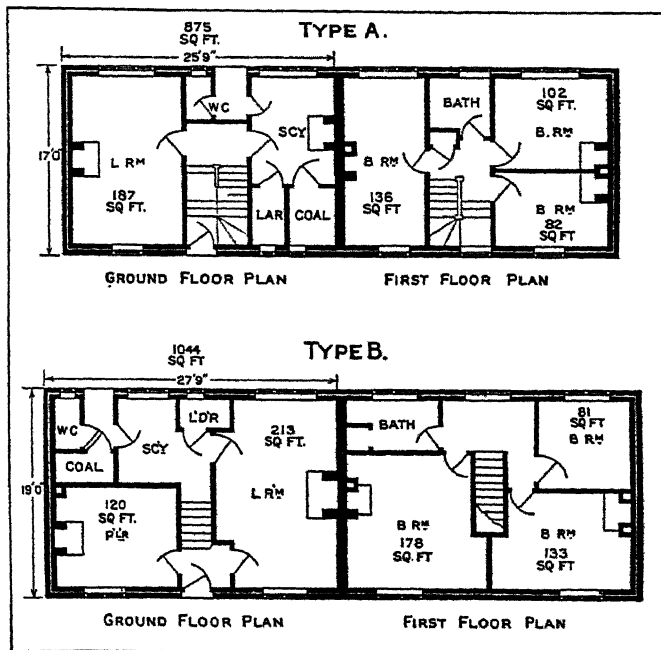 TYPE A.
875
SQ FT.
25'9"
17'0"
WC
SCY
L RM
187
SQ FT.
LAR
COAL
BATH
102
SQ FT.
B. RM
B RM
136
SQ FT.
B RM
82
SQ FT
GROUND FLOOR PLAN
FIRST FLOOR PLAN
TYPE B.
1044
SQ FT
27'9"
19'0"
WC
COAL
SC'Y
L'D'R
213
SQ FT.
L RM
120
SQ FT.
P'LR
BATH
81
SQ FT
B RM
B RM
178
SQ. FT
B RM
133
SQ FT
GROUND FLOOR PLAN
FIRST FLOOR PLAN